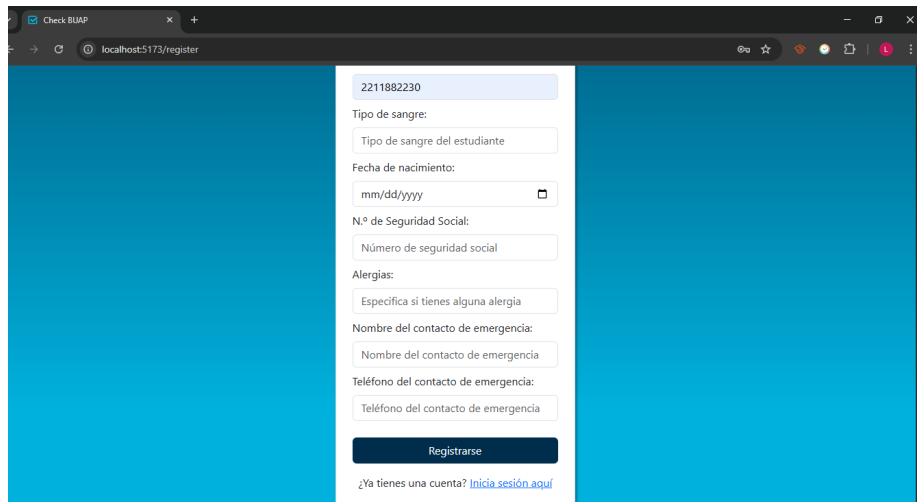 Check BUAP
localhost:5173/register
L
2211882230
Tipo de sangre:
Tipo de sangre del estudiante
Fecha de nacimiento:
mm/dd/yyyy
N.º de Seguridad Social:
Número de seguridad social
Alergias:
Especifica si tienes alguna alergia
Nombre del contacto de emergencia:
Nombre del contacto de emergencia
Teléfono del contacto de emergencia:
Teléfono del contacto de emergencia
Registrarse
¿Ya tienes una cuenta? Inicia sesión aquí